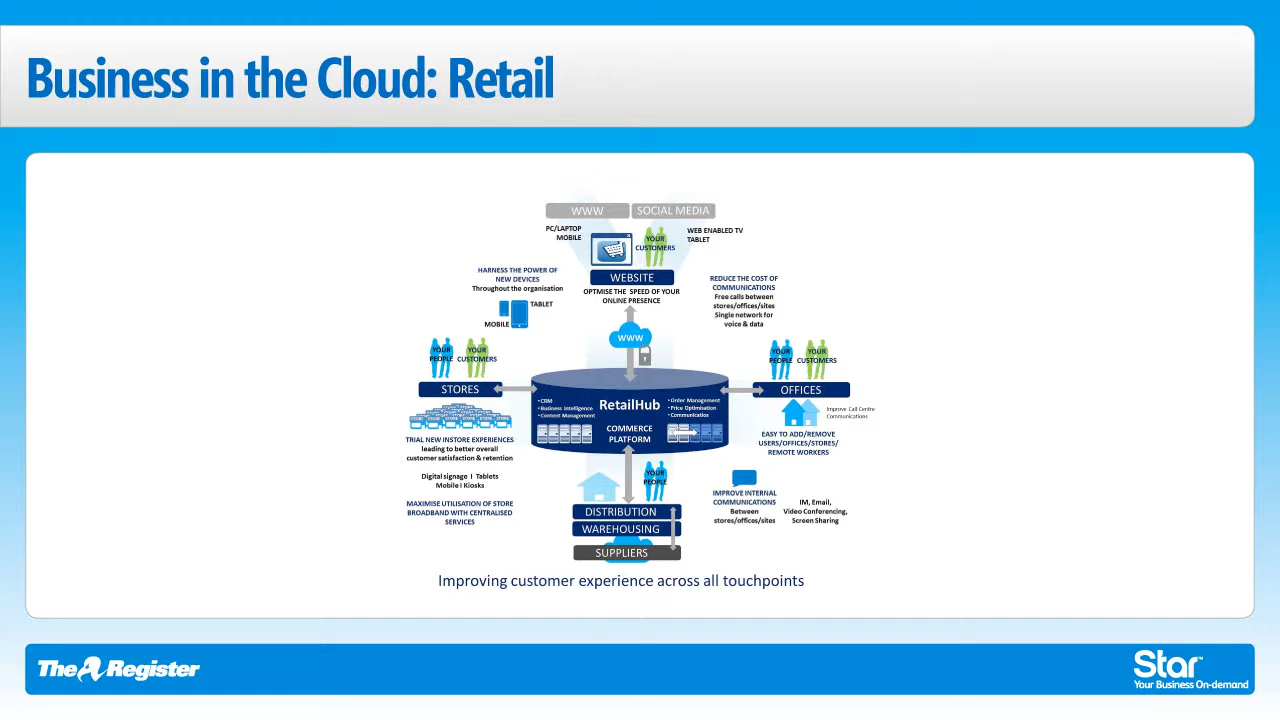 Business in the Cloud: Retail
WWW
SOCIAL MEDIA
PC/LAPTOP
MOBILE
YOUR
CUSTOMERS
WEB ENABLED TV
TABLET
WEBSITE
OPTMISE THE SPEED OF YOUR
ONLINE PRESENCE
HARNESS THE POWER OF
NEW DEVICES
Throughout the organisation
TABLET
MOBILE
REDUCE THE COST OF
COMMUNICATIONS
Free calls between
stores/offices/sites
Single network for
voice & data
WWW
YOUR
PEOPLE
YOUR
CUSTOMERS
STORES
YOUR
PEOPLE
YOUR
CUSTOMERS
OFFICES
• CRM
• Business Intelligence
• Content Management
RetailHub
COMMERCE
PLATFORM
• Order Management
• Price Optimisation
• Communication
STORE STORE STORE STORE STORE STORE
Improve Call Centre
Communications
TRIAL NEW INSTORE EXPERIENCES
leading to better overall
customer satisfaction & retention
Digital signage I Tablets
Mobile I Kiosks
MAXIMISE UTILISATION OF STORE
BROADBAND WITH CENTRALISED
SERVICES
EASY TO ADD/REMOVE
USERS/OFFICES/STORES/
REMOTE WORKERS
YOUR
PEOPLE
IMPROVE INTERNAL
COMMUNICATIONS
Between
stores/offices/sites
IM, Email,
Video Conferencing,
Screen Sharing
DISTRIBUTION
WAREHOUSING
SUPPLIERS
Improving customer experience across all touchpoints
The Register
Star™
Your Business On-demand